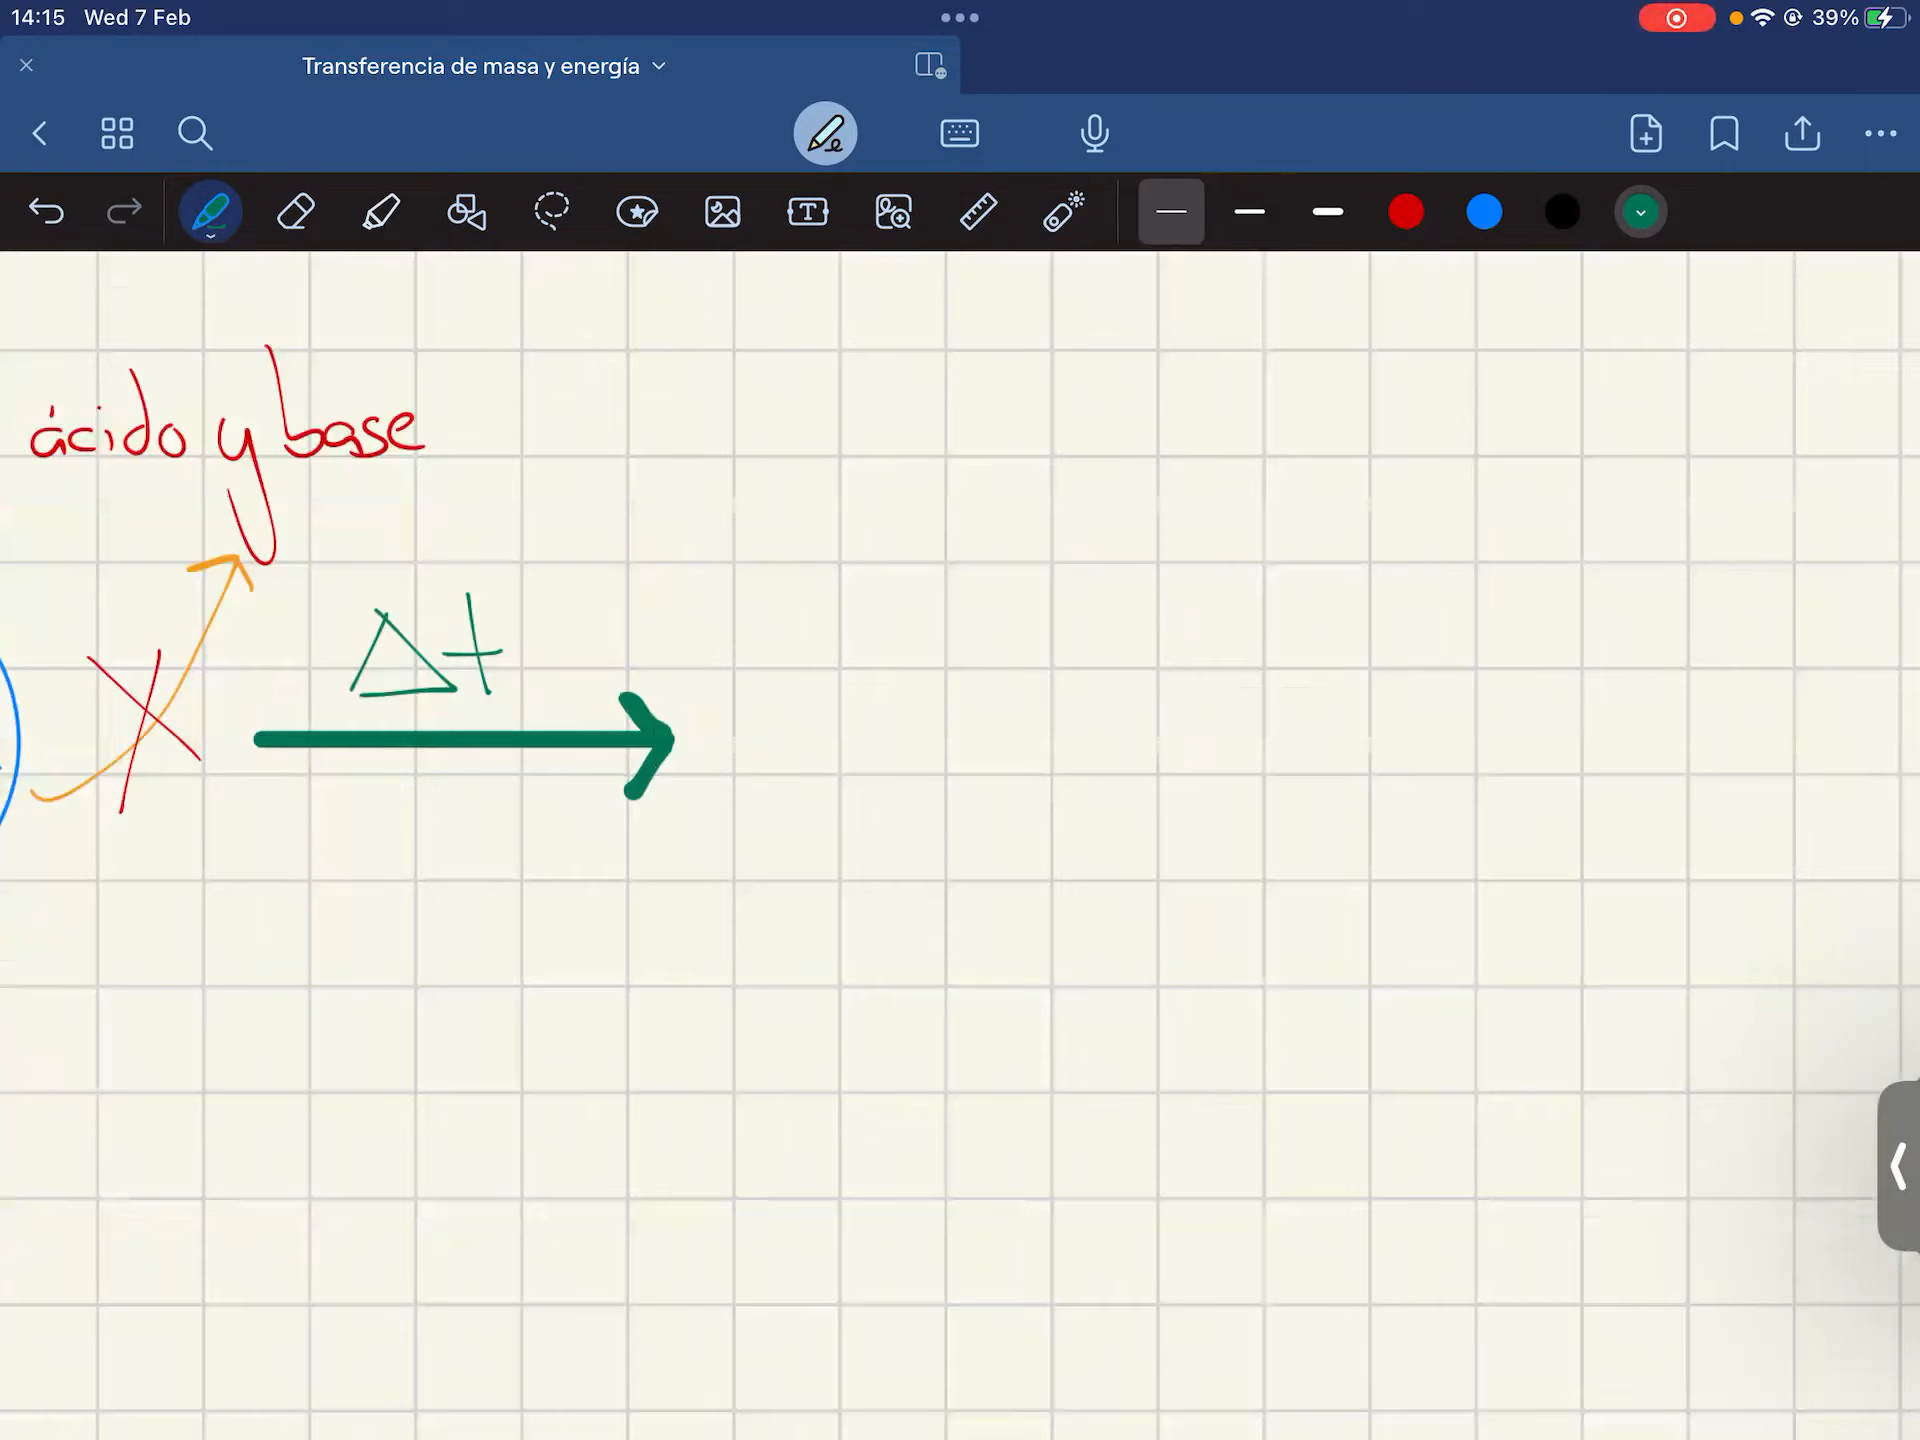 14:15 Wed 7 Feb
39%
Transferencia de masa y energía
ácido y base
Δt